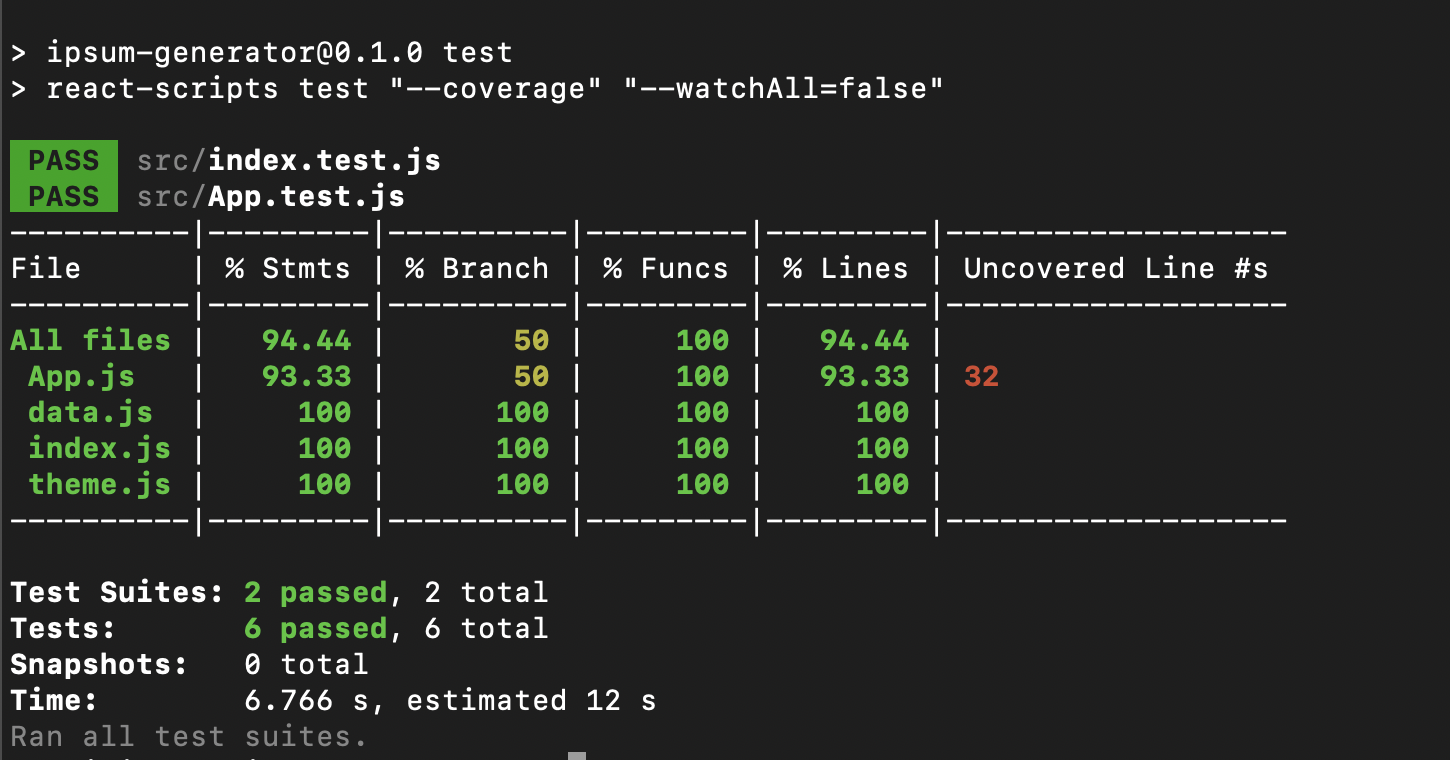 > ipsum-generator@0.1.0 test
> react-scripts test "--coverage" "--watchAll=false"
PASS src/index.test.js
PASS src/App.test.js
----------|---------|----------|---------|---------|-------------------
File      | % Stmts | % Branch | % Funcs | % Lines | Uncovered Line #s
----------|---------|----------|---------|---------|-------------------
All files |   94.44 |       50 |     100 |   94.44 |
 App.js   |   93.33 |       50 |     100 |   93.33 | 32
 data.js  |     100 |      100 |     100 |     100 |
 index.js |     100 |      100 |     100 |     100 |
 theme.js |     100 |      100 |     100 |     100 |
----------|---------|----------|---------|---------|-------------------
Test Suites: 2 passed, 2 total
Tests:       6 passed, 6 total
Snapshots:   0 total
Time:        6.766 s, estimated 12 s
Ran all test suites.